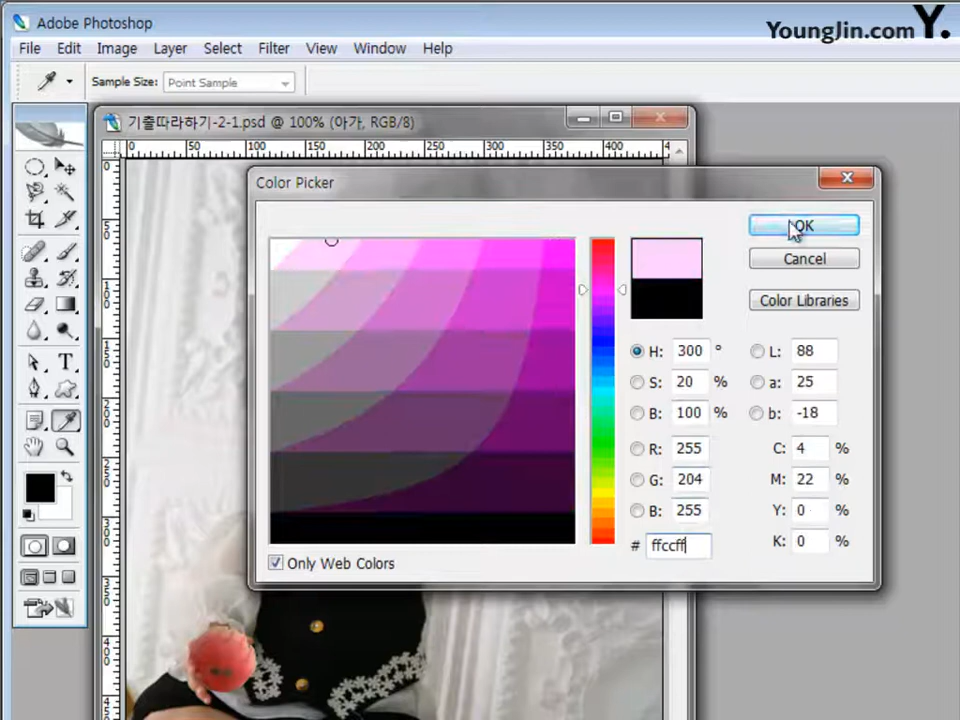 Adobe Photoshop
YoungJin.com Y.
File Edit Image Layer Select Filter View Window Help
Sample Size: Point Sample
기출따라하기-2-1.psd @ 100% (아가, RGB/8)
0 50 100 150 200 250 300 350 400
Color Picker
OK
Cancel
Color Libraries
H: 300 ° L: 88
S: 20 % a: 25
B: 100 % b: -18
R: 255 C: 4 %
G: 204 M: 22 %
B: 255 Y: 0 %
# ffccff K: 0 %
Only Web Colors